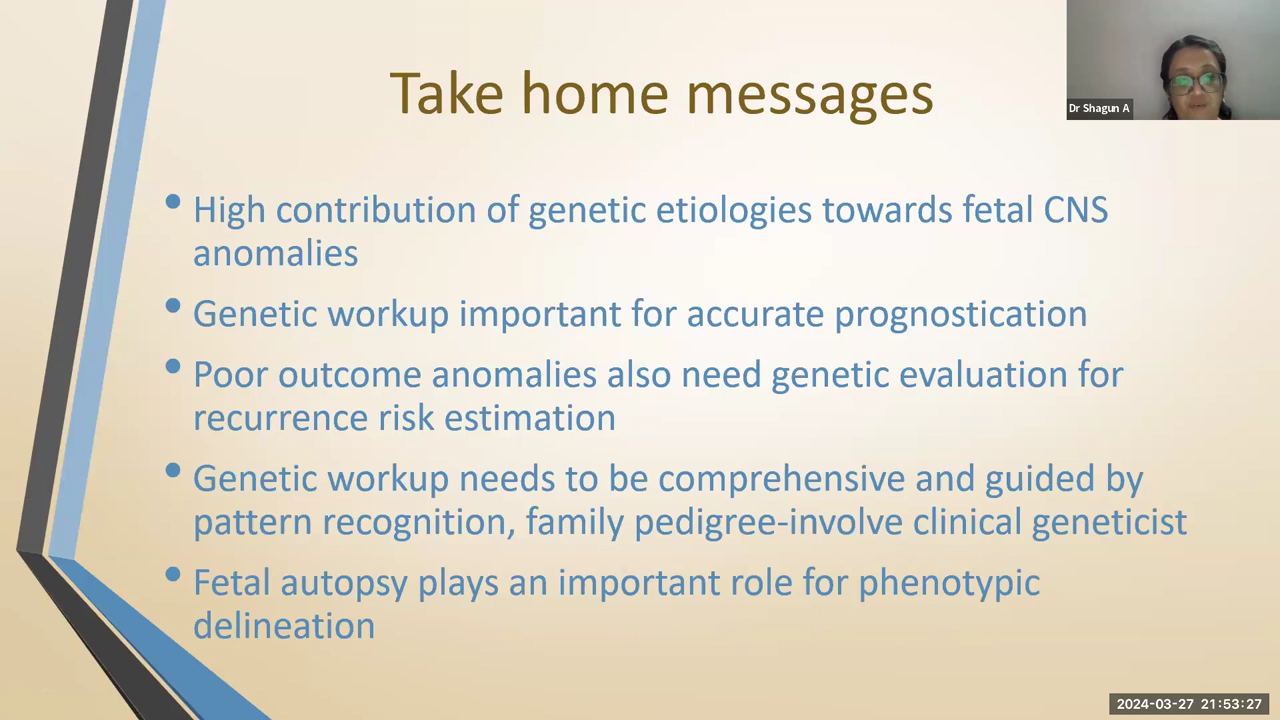 Take home messages
Dr Shagun A
• High contribution of genetic etiologies towards fetal CNS
anomalies
• Genetic workup important for accurate prognostication
• Poor outcome anomalies also need genetic evaluation for
recurrence risk estimation
• Genetic workup needs to be comprehensive and guided by
pattern recognition, family pedigree-involve clinical geneticist
• Fetal autopsy plays an important role for phenotypic
delineation
2024-03-27 21:53:27